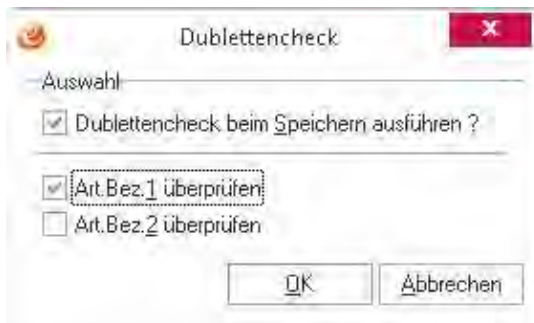 Dublettencheck
x
Auswahl
Dublettencheck beim Speichern ausführen ?
Art.Bez.1 überprüfen
Art.Bez.2 überprüfen
OK Abbrechen